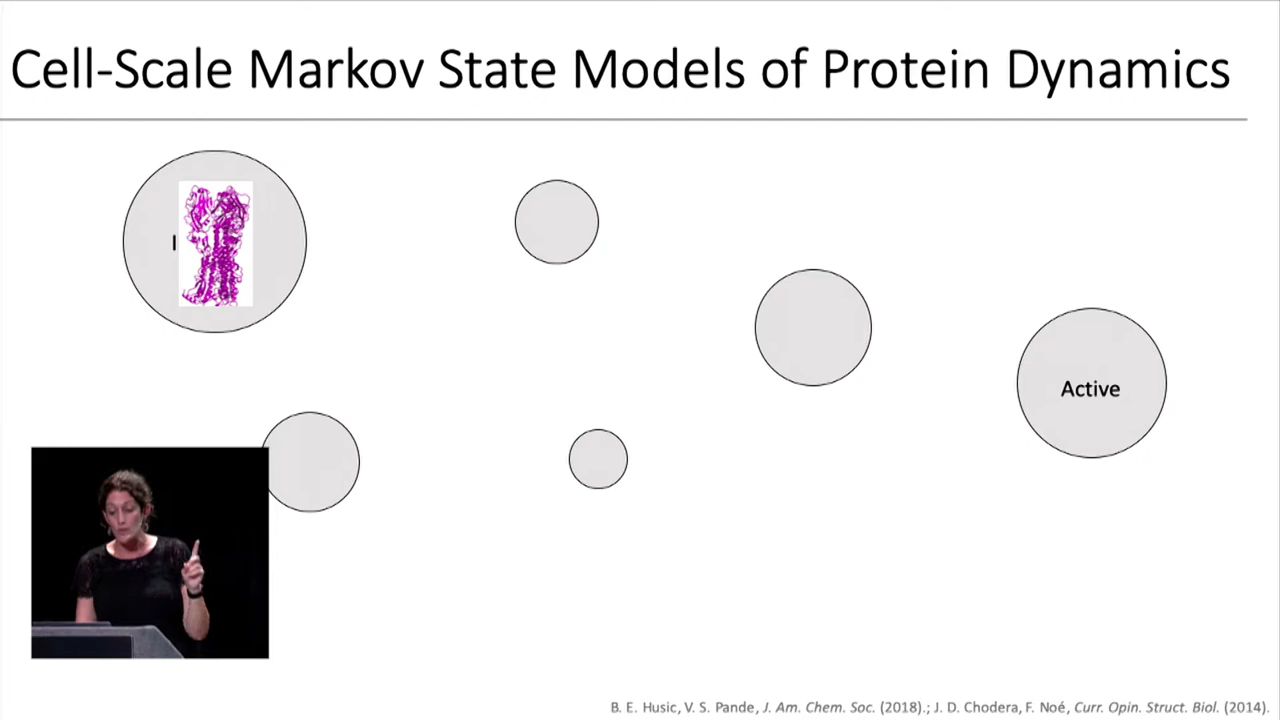 Cell-Scale Markov State Models of Protein Dynamics
I
Active
B. E. Husic, V. S. Pande, J. Am. Chem. Soc. (2018).; J. D. Chodera, F. Noé, Curr. Opin. Struct. Biol. (2014).